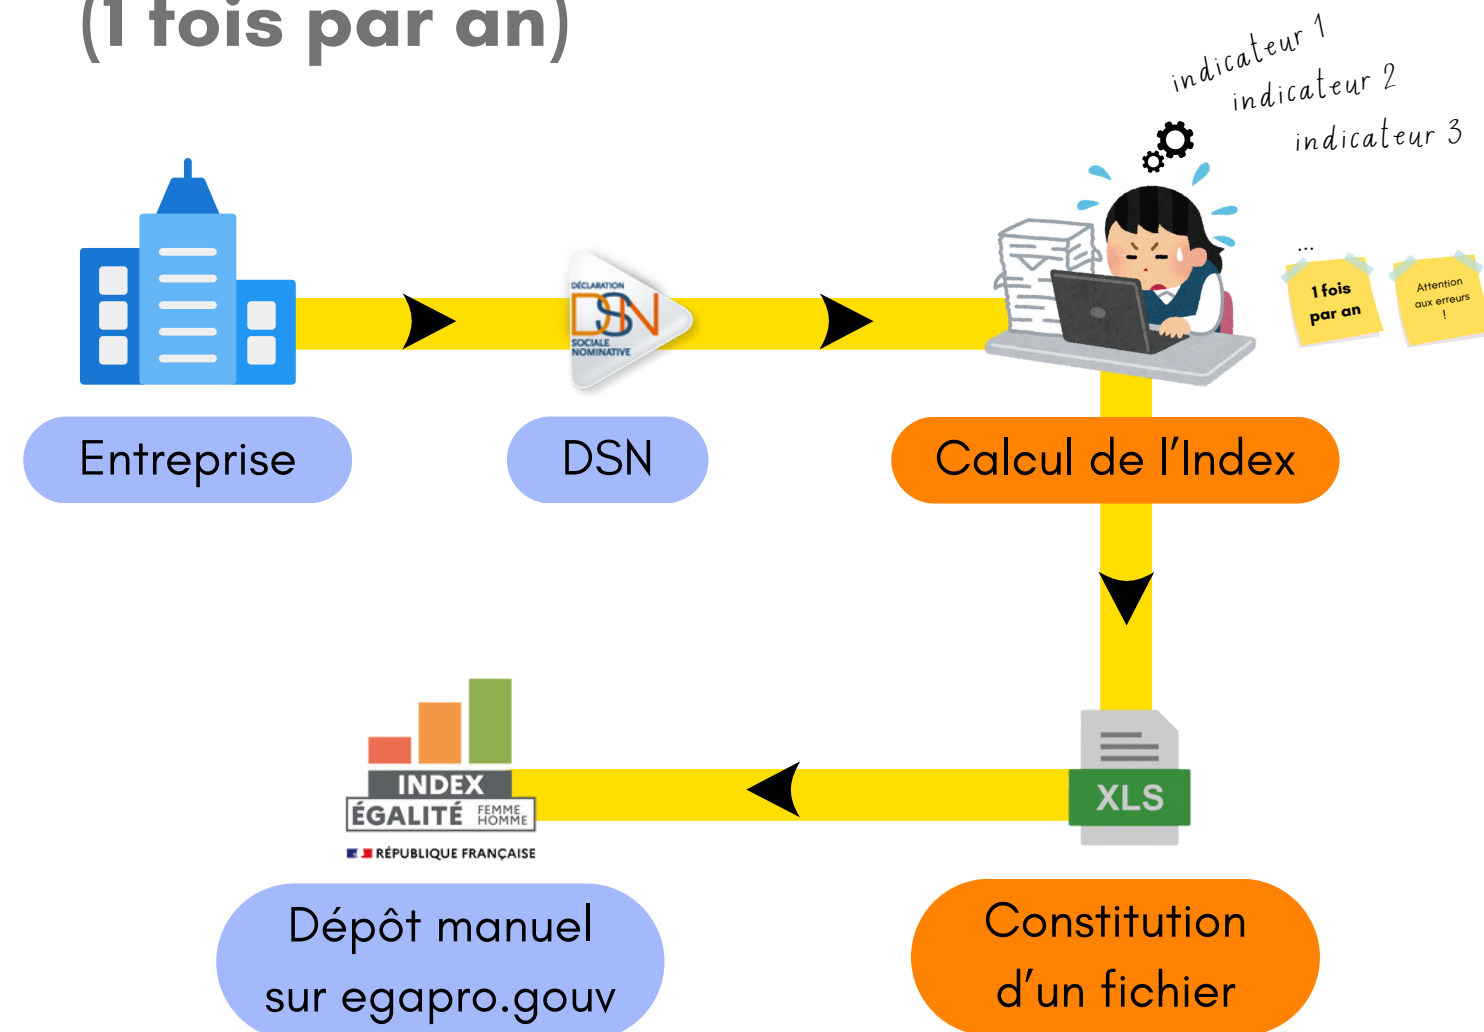 (1 fois par an)
indicateur 1
indicateur 2
indicateur 3
...
1 fois
par an
Attention
aux erreurs
!
DÉCLARATION
DSN
SOCIALE
NOMINATIVE
Entreprise
DSN
Calcul de l'Index
INDEX
ÉGALITÉ FEMME
HOMME
RÉPUBLIQUE FRANÇAISE
XLS
Dépôt manuel
sur egapro.gouv
Constitution
d'un fichier